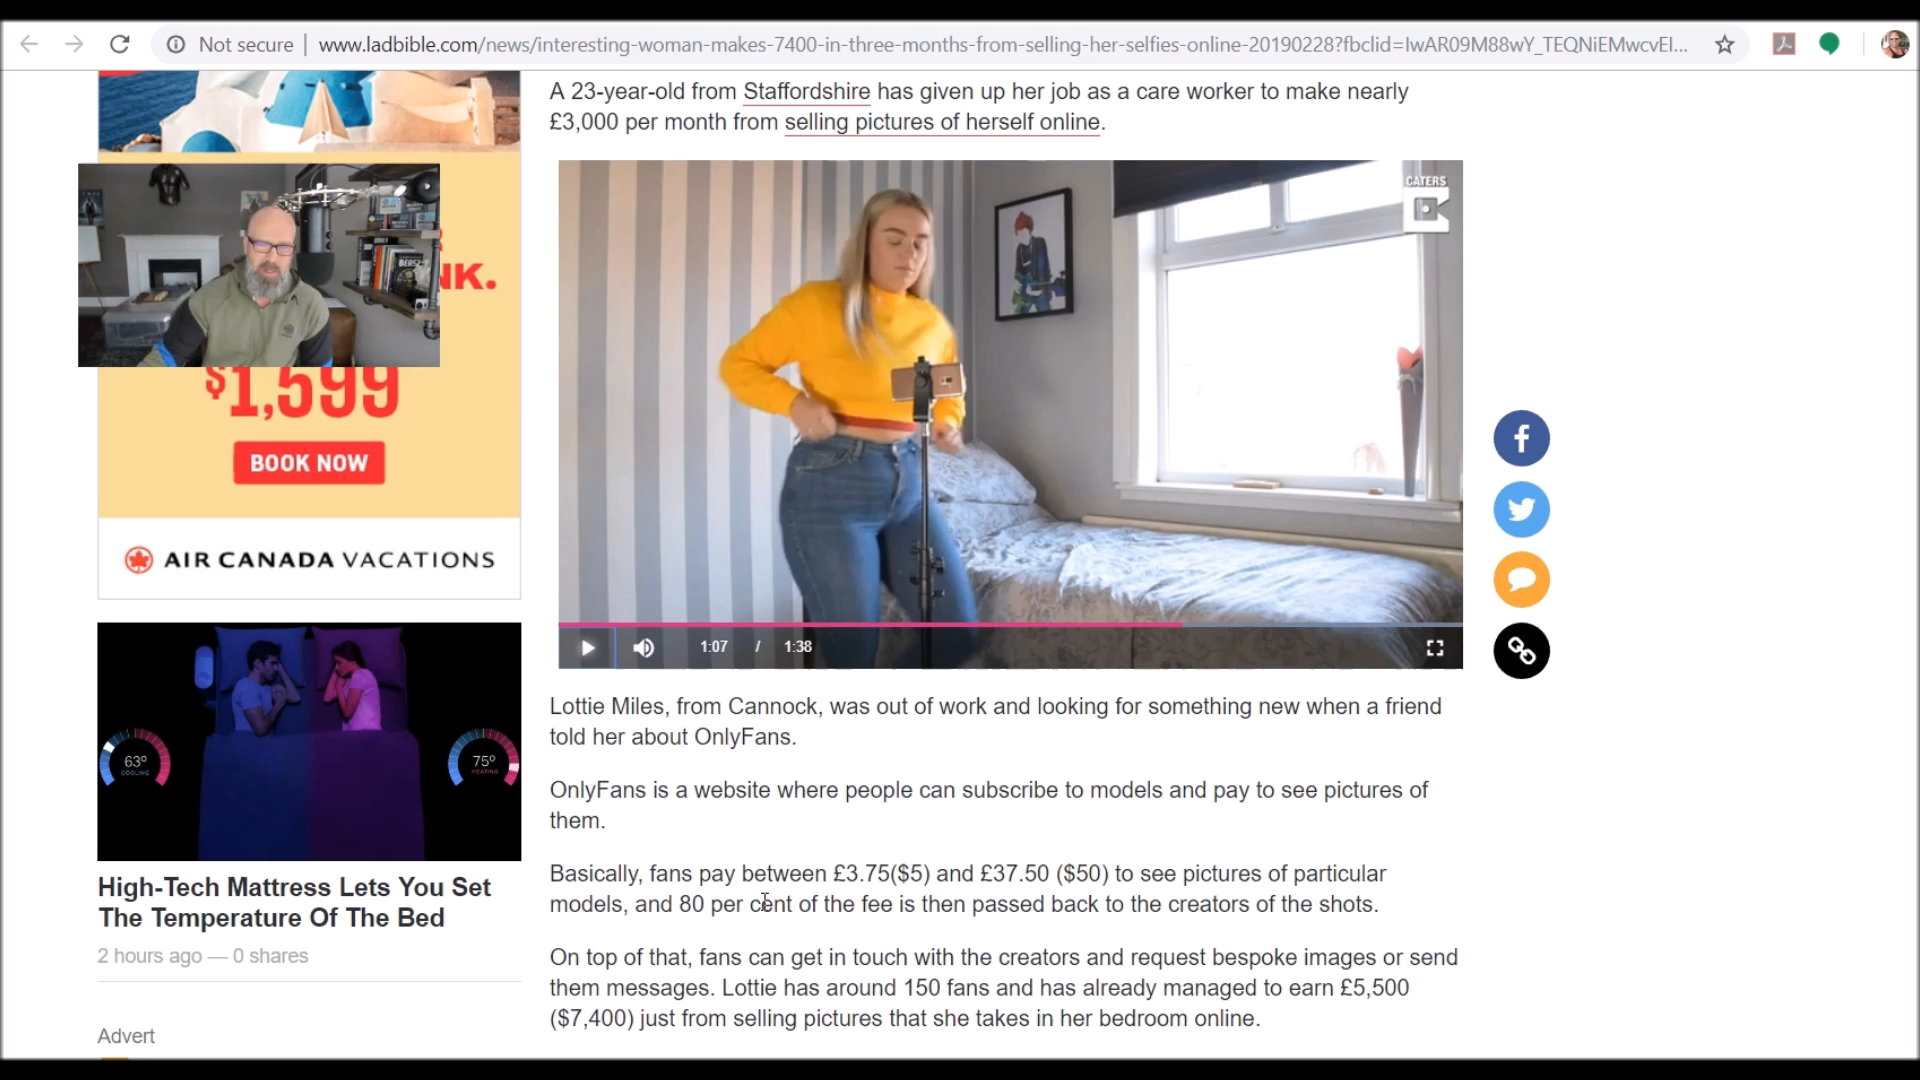 Not secure
www.ladbible.com/news/interesting-woman-makes-7400-in-three-months-from-selling-her-selfies-online-20190228?fbclid=IwAR09M88wY_TEQNiEMwcvEI...
A 23-year-old from Staffordshire has given up her job as a care worker to make nearly
£3,000 per month from selling pictures of herself online.
CATERS
NK.
$1,599
BOOK NOW
AIR CANADA VACATIONS
1:07 / 1:38
63°
COOLING
75°
HEATING
High-Tech Mattress Lets You Set
The Temperature Of The Bed
2 hours ago — 0 shares
Advert
Lottie Miles, from Cannock, was out of work and looking for something new when a friend
told her about OnlyFans.
OnlyFans is a website where people can subscribe to models and pay to see pictures of
them.
Basically, fans pay between £3.75($5) and £37.50 ($50) to see pictures of particular
models, and 80 per cent of the fee is then passed back to the creators of the shots.
On top of that, fans can get in touch with the creators and request bespoke images or send
them messages. Lottie has around 150 fans and has already managed to earn £5,500
($7,400) just from selling pictures that she takes in her bedroom online.